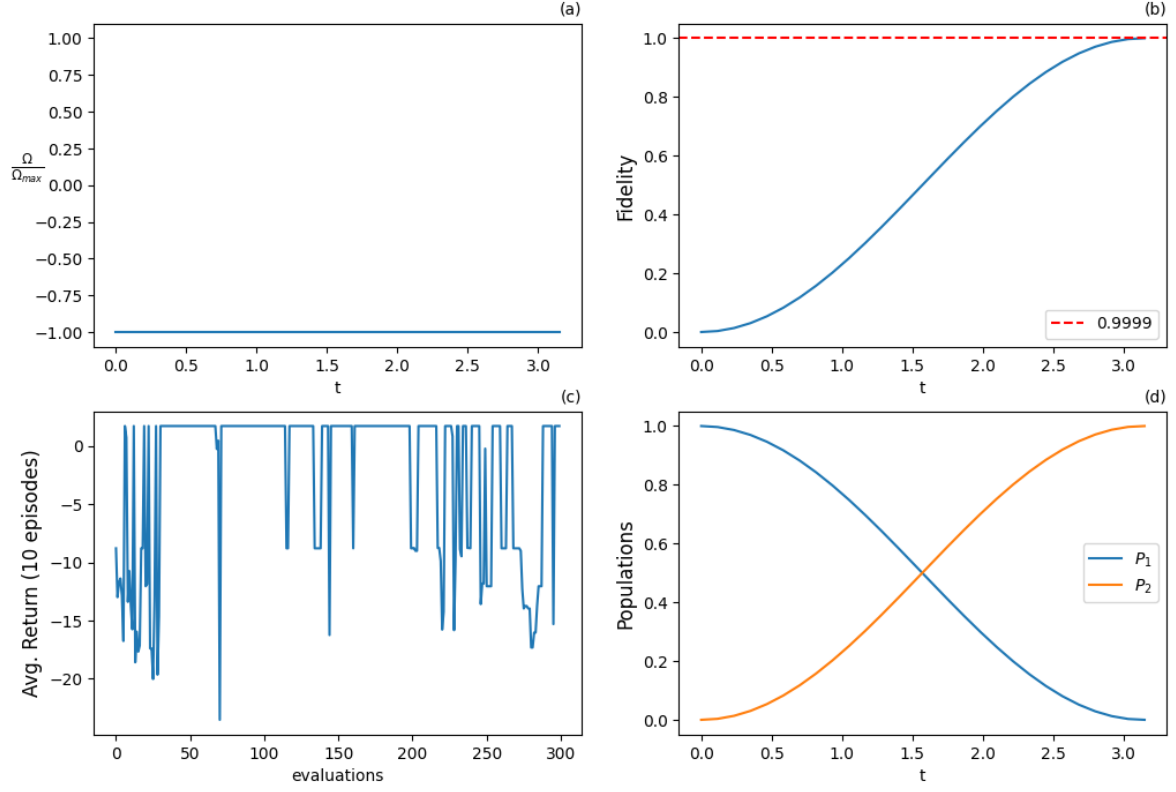 (a)
1.00
0.75
0.50
0.25
0.00
−0.25
−0.50
−0.75
−1.00
Ω
Ωmax
0.0 0.5 1.0 1.5 2.0 2.5 3.0
t
(b)
1.0
0.8
0.6
0.4
0.2
0.0
Fidelity
0.9999
0.0 0.5 1.0 1.5 2.0 2.5 3.0
t
(c)
0
−5
−10
−15
−20
Avg. Return (10 episodes)
0 50 100 150 200 250 300
evaluations
(d)
1.0
0.8
0.6
0.4
0.2
0.0
Populations
P1
P2
0.0 0.5 1.0 1.5 2.0 2.5 3.0
t